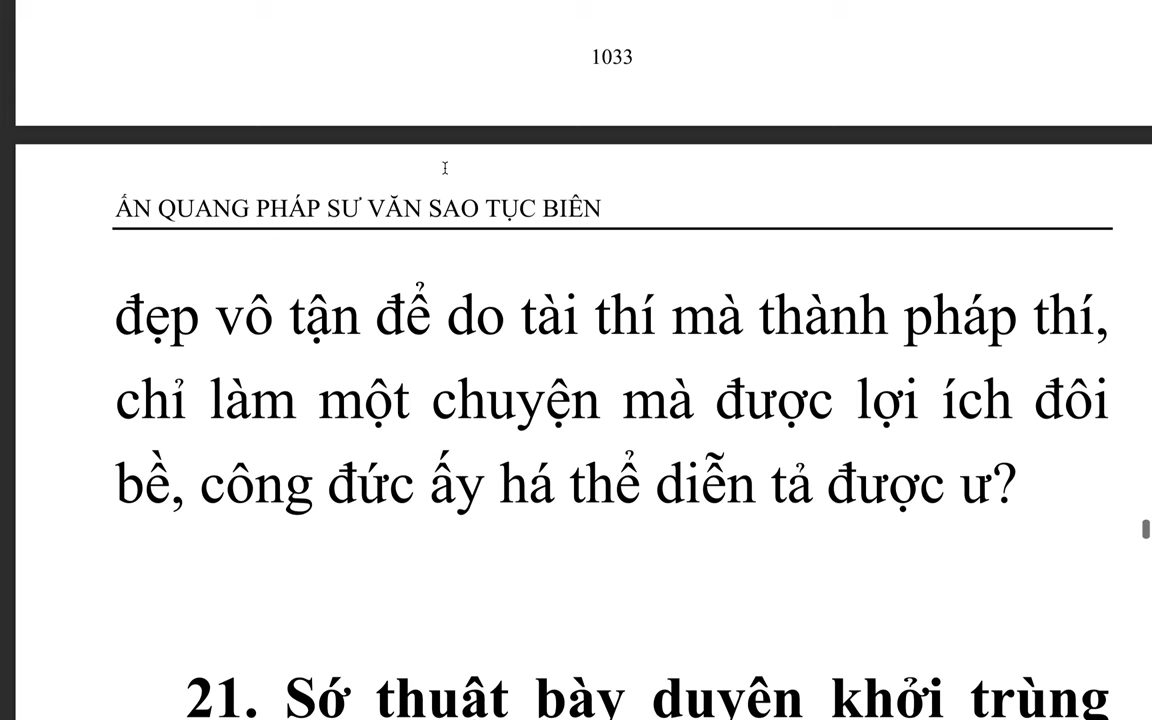 1033
ẤN QUANG PHÁP SƯ VĂN SAO TỤC BIÊN
đẹp vô tận để do tài thí mà thành pháp thí,
chỉ làm một chuyện mà được lợi ích đôi
bề, công đức ấy há thể diễn tả được ư?
21. Sớ thuật bày duyên khởi trùng